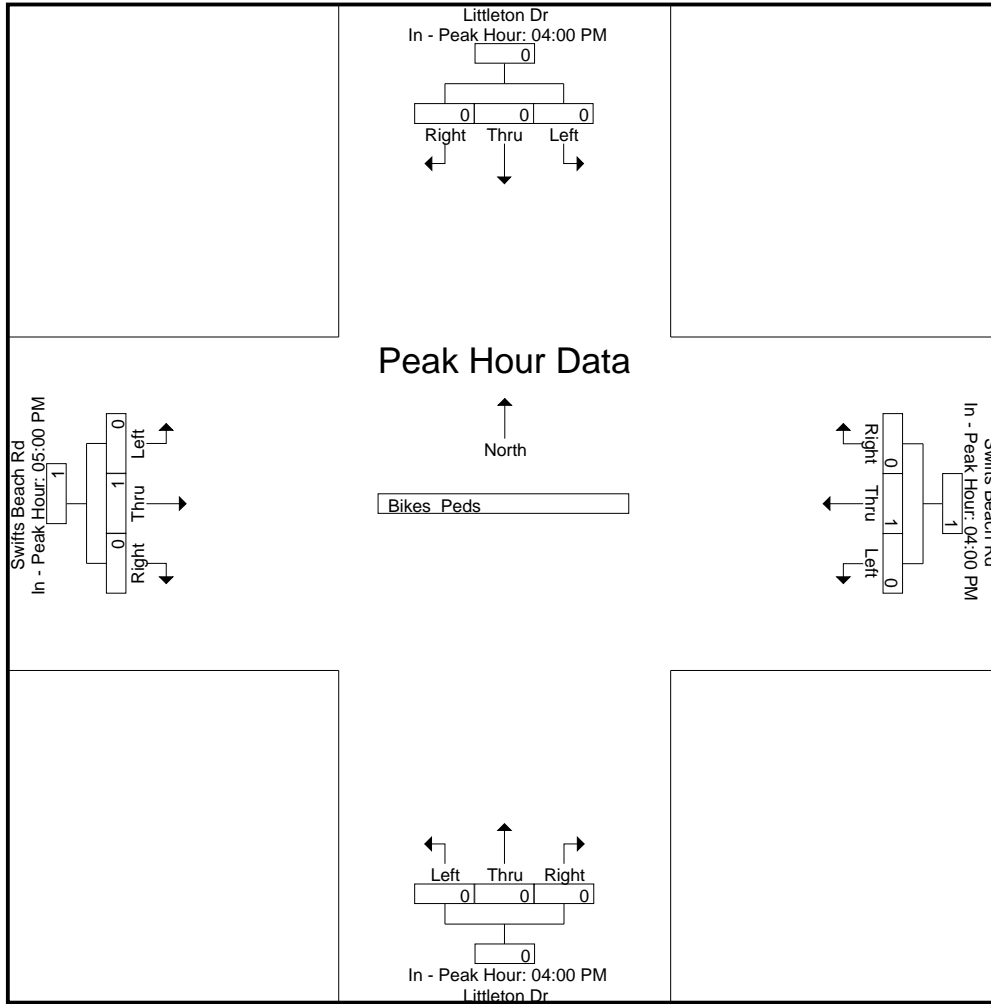 Littleton Dr
In - Peak Hour: 04:00 PM
0
0 0 0
Right Thru Left
Peak Hour Data
North
Bikes Peds
Swifts Beach Rd
In - Peak Hour: 05:00 PM
1
0 1 0
Left Thru Right
Right Thru Left
0 1 0
1
In - Peak Hour: 04:00 PM
Swifts Beach Rd
Left Thru Right
0 0 0
0
In - Peak Hour: 04:00 PM
Littleton Dr